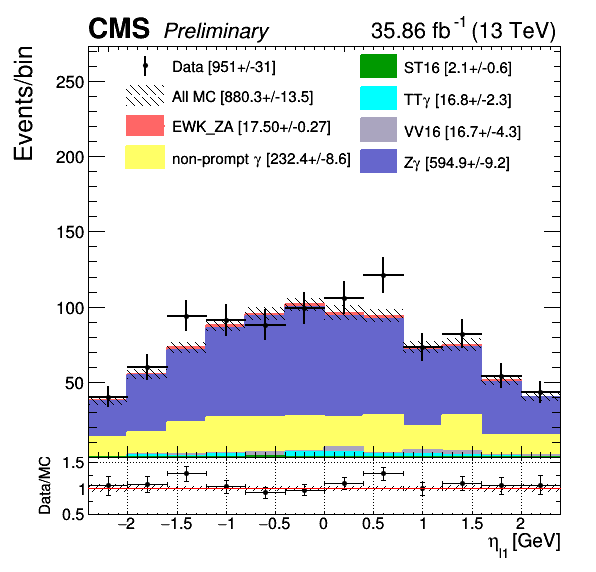 CMS Preliminary 35.86 fb⁻¹ (13 TeV)
Events/bin
Data [951+/-31]
All MC [880.3+/-13.5]
EWK_ZA [17.50+/-0.27]
non-prompt γ [232.4+/-8.6]
ST16 [2.1+/-0.6]
TTγ [16.8+/-2.3]
VV16 [16.7+/-4.3]
Zγ [594.9+/-9.2]
250
200
150
100
50
Data/MC
1.5
1
0.5
−2 −1.5 −1 −0.5 0 0.5 1 1.5 2
η_l1 [GeV]